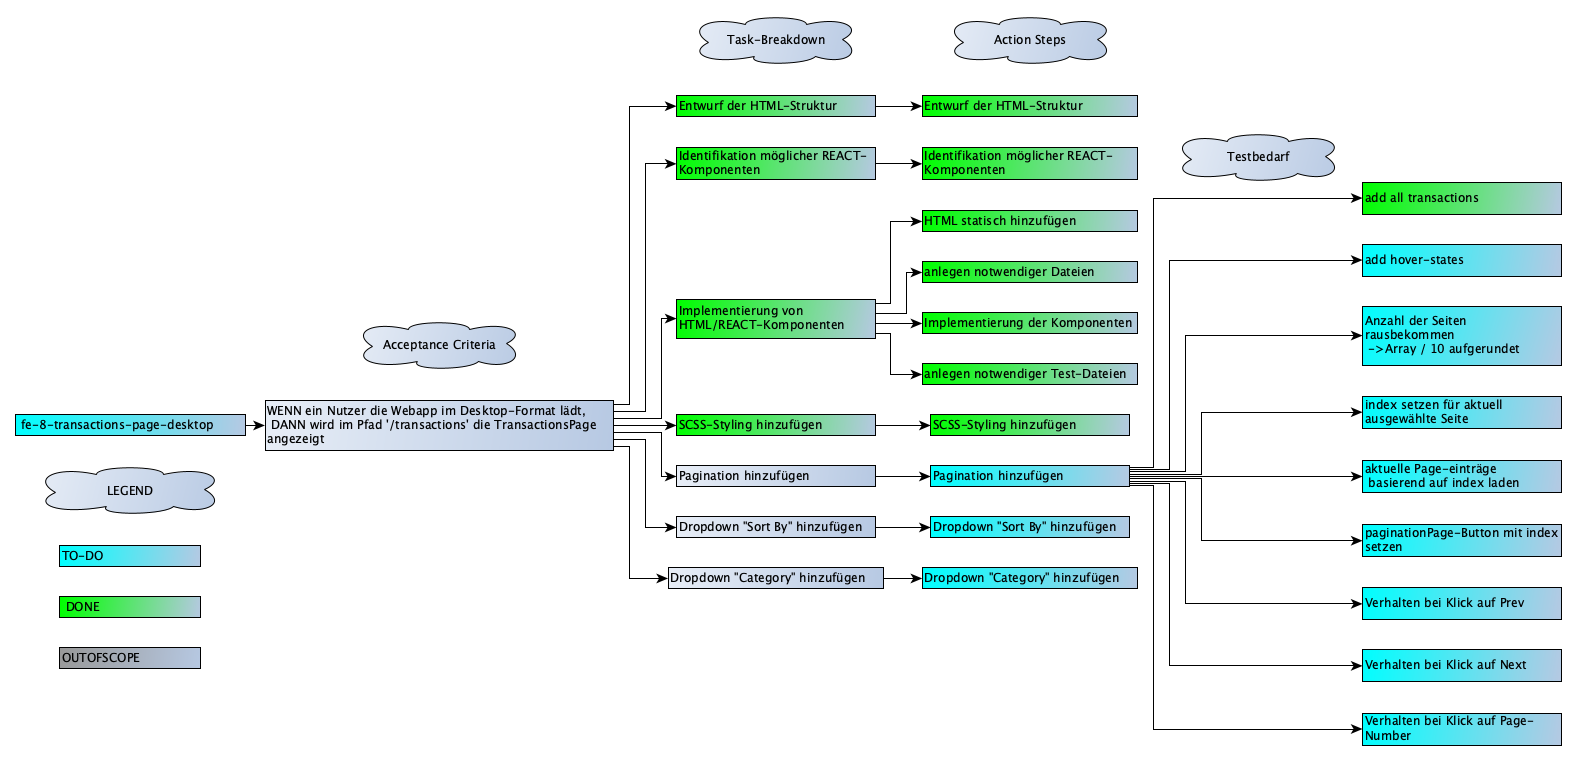 Task-Breakdown
Action Steps
Entwurf der HTML-Struktur
Entwurf der HTML-Struktur
Identifikation möglicher REACT-
Komponenten
Identifikation möglicher REACT-
Komponenten
Testbedarf
add all transactions
HTML statisch hinzufügen
add hover-states
anlegen notwendiger Dateien
Implementierung von
HTML/REACT-Komponenten
Implementierung der Komponenten
Anzahl der Seiten
rausbekommen
->Array / 10 aufgerundet
Acceptance Criteria
anlegen notwendiger Test-Dateien
fe-8-transactions-page-desktop
WENN ein Nutzer die Webapp im Desktop-Format lädt,
DANN wird im Pfad '/transactions' die TransactionsPage
angezeigt
SCSS-Styling hinzufügen
SCSS-Styling hinzufügen
index setzen für aktuell
ausgewählte Seite
Pagination hinzufügen
Pagination hinzufügen
aktuelle Page-einträge
basierend auf index laden
LEGEND
Dropdown "Sort By" hinzufügen
Dropdown "Sort By" hinzufügen
paginationPage-Button mit index
setzen
TO-DO
Dropdown "Category" hinzufügen
Dropdown "Category" hinzufügen
DONE
Verhalten bei Klick auf Prev
OUTOFSCOPE
Verhalten bei Klick auf Next
Verhalten bei Klick auf Page-
Number